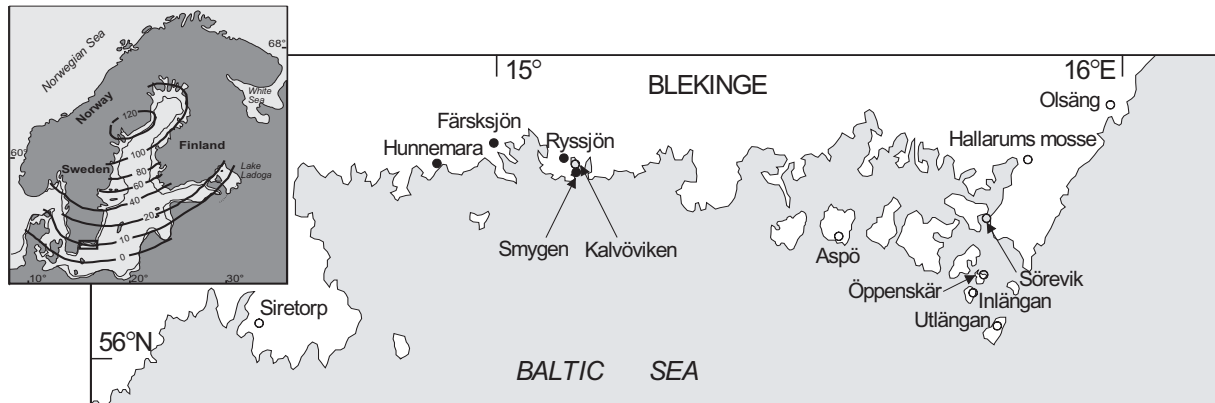 Norwegian Sea
68°
White
Sea
Norway
120
60°
Finland
100
Sweden
80
60
Lake
Ladoga
40
20
10
0
10°
20°
30°
15°
16°E
BLEKINGE
Olsäng
Färsksjön
Hallarums mosse
Hunnemara
Ryssjön
Smygen
Kalvöviken
Aspö
Öppenskär
Sörevik
Inlängan
Siretorp
Utlängan
56°N
BALTIC SEA